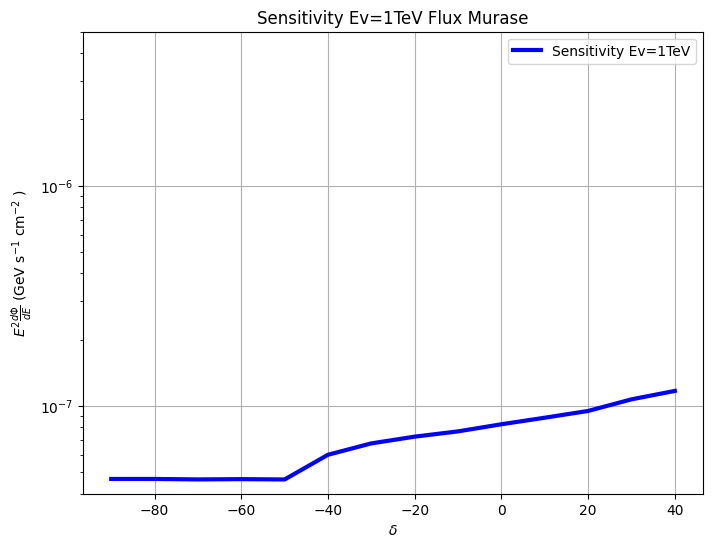 Sensitivity Ev=1TeV Flux Murase
Sensitivity Ev=1TeV
10⁻⁶
10⁻⁷
E² dΦ/dE (GeV s⁻¹ cm⁻² )
−80 −60 −40 −20 0 20 40
δ